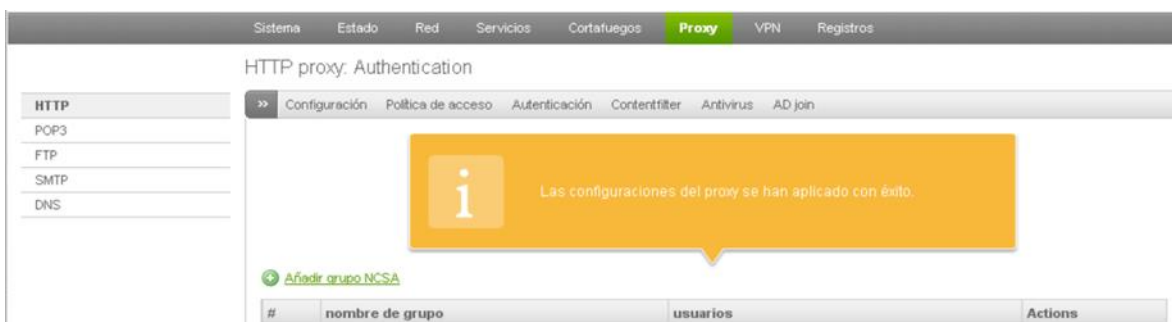 Sistema Estado Red Servicios Cortafuegos Proxy VPN Registros
HTTP proxy: Authentication
HTTP
POP3
FTP
SMTP
DNS
» Configuración Política de acceso Autenticación Contentfilter Antivirus AD join
i
Las configuraciones del proxy se han aplicado con éxito.
Añadir grupo NCSA
# nombre de grupo usuarios Actions